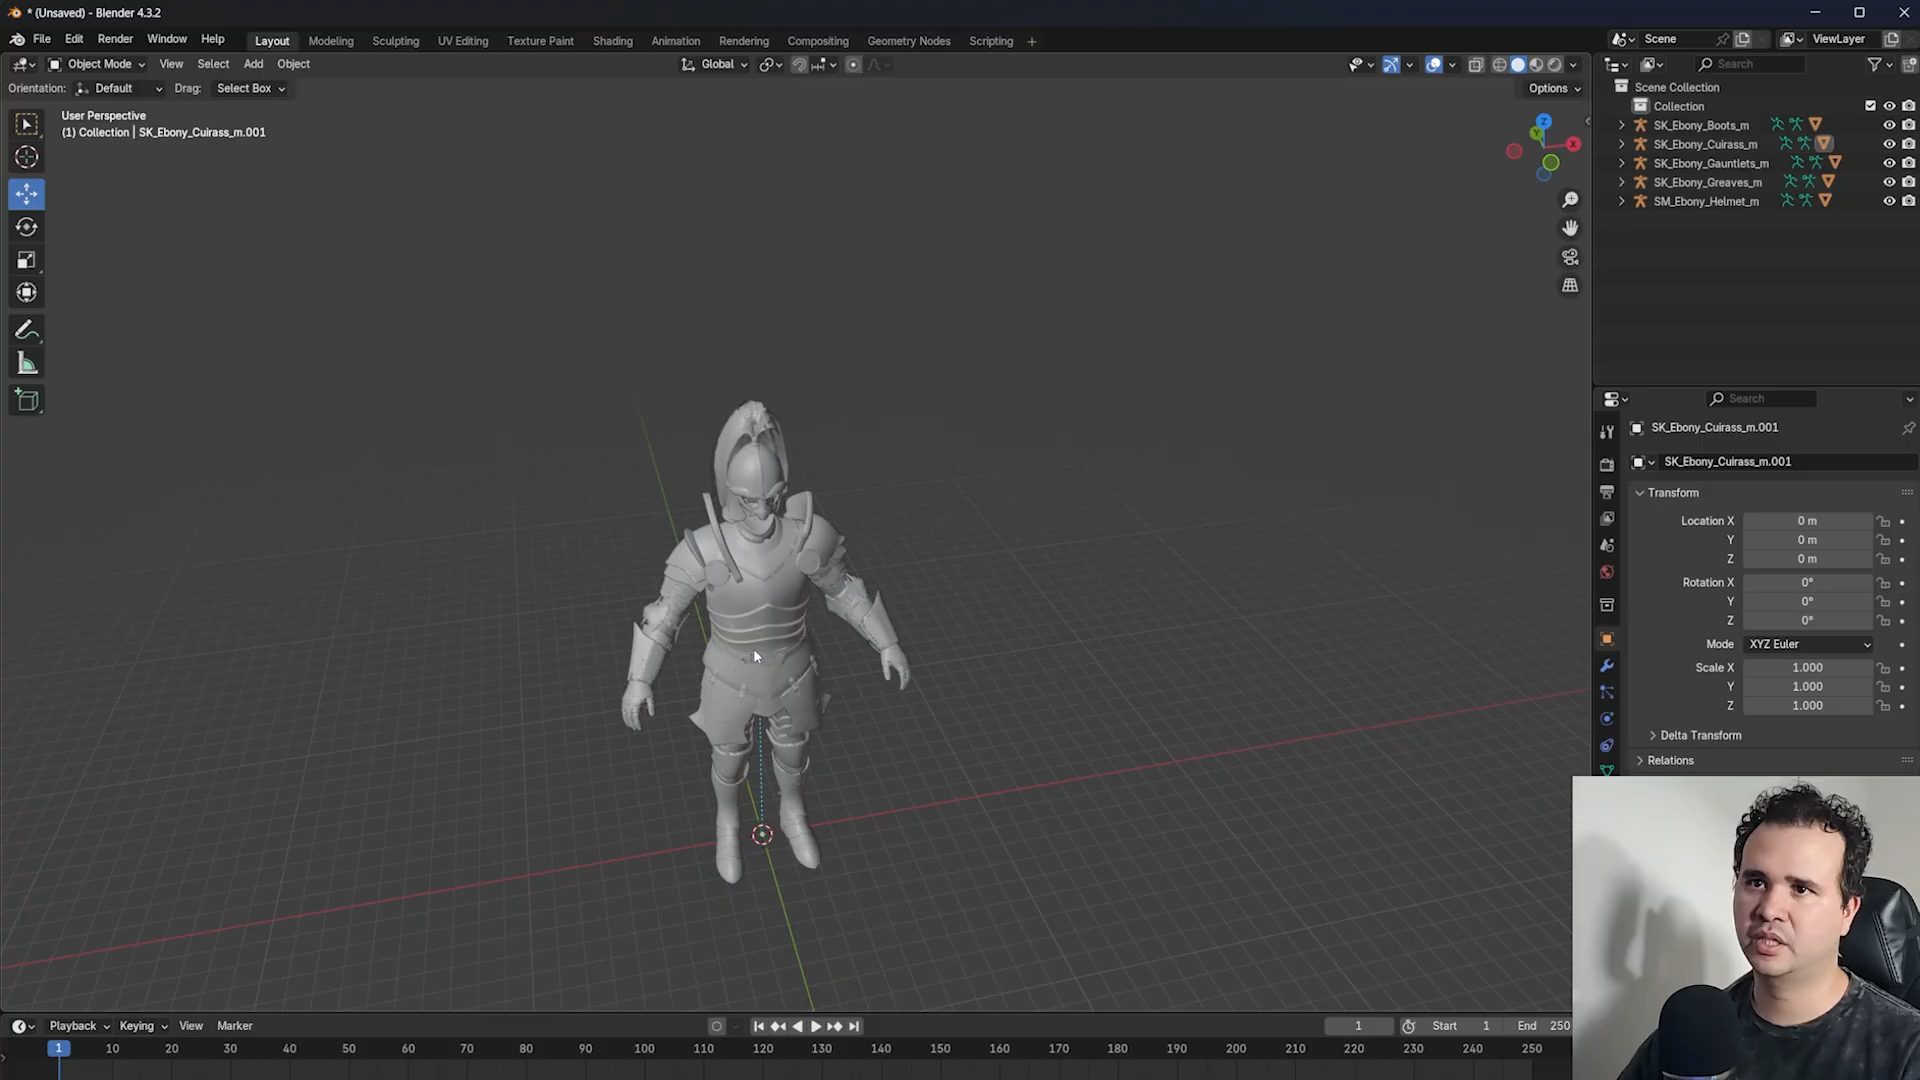 * (Unsaved) - Blender 4.3.2
File Edit Render Window Help Layout Modeling Sculpting UV Editing Texture Paint Shading Animation Rendering Compositing Geometry Nodes Scripting + Scene ViewLayer
Object Mode View Select Add Object Global Search
Orientation: Default Drag: Select Box Options
Scene Collection
Collection
SK_Ebony_Boots_m
SK_Ebony_Cuirass_m
SK_Ebony_Gauntlets_m
SK_Ebony_Greaves_m
SM_Ebony_Helmet_m
User Perspective
(1) Collection | SK_Ebony_Cuirass_m.001
Z
Y
X
Search
SK_Ebony_Cuirass_m.001
SK_Ebony_Cuirass_m.001
Transform
Location X 0 m
Y 0 m
Z 0 m
Rotation X 0°
Y 0°
Z 0°
Mode XYZ Euler
Scale X 1.000
Y 1.000
Z 1.000
Delta Transform
Relations
Playback Keying View Marker 1 Start 1 End 250
1 10 20 30 40 50 60 70 80 90 100 110 120 130 140 150 160 170 180 190 200 210 220 230 240 250